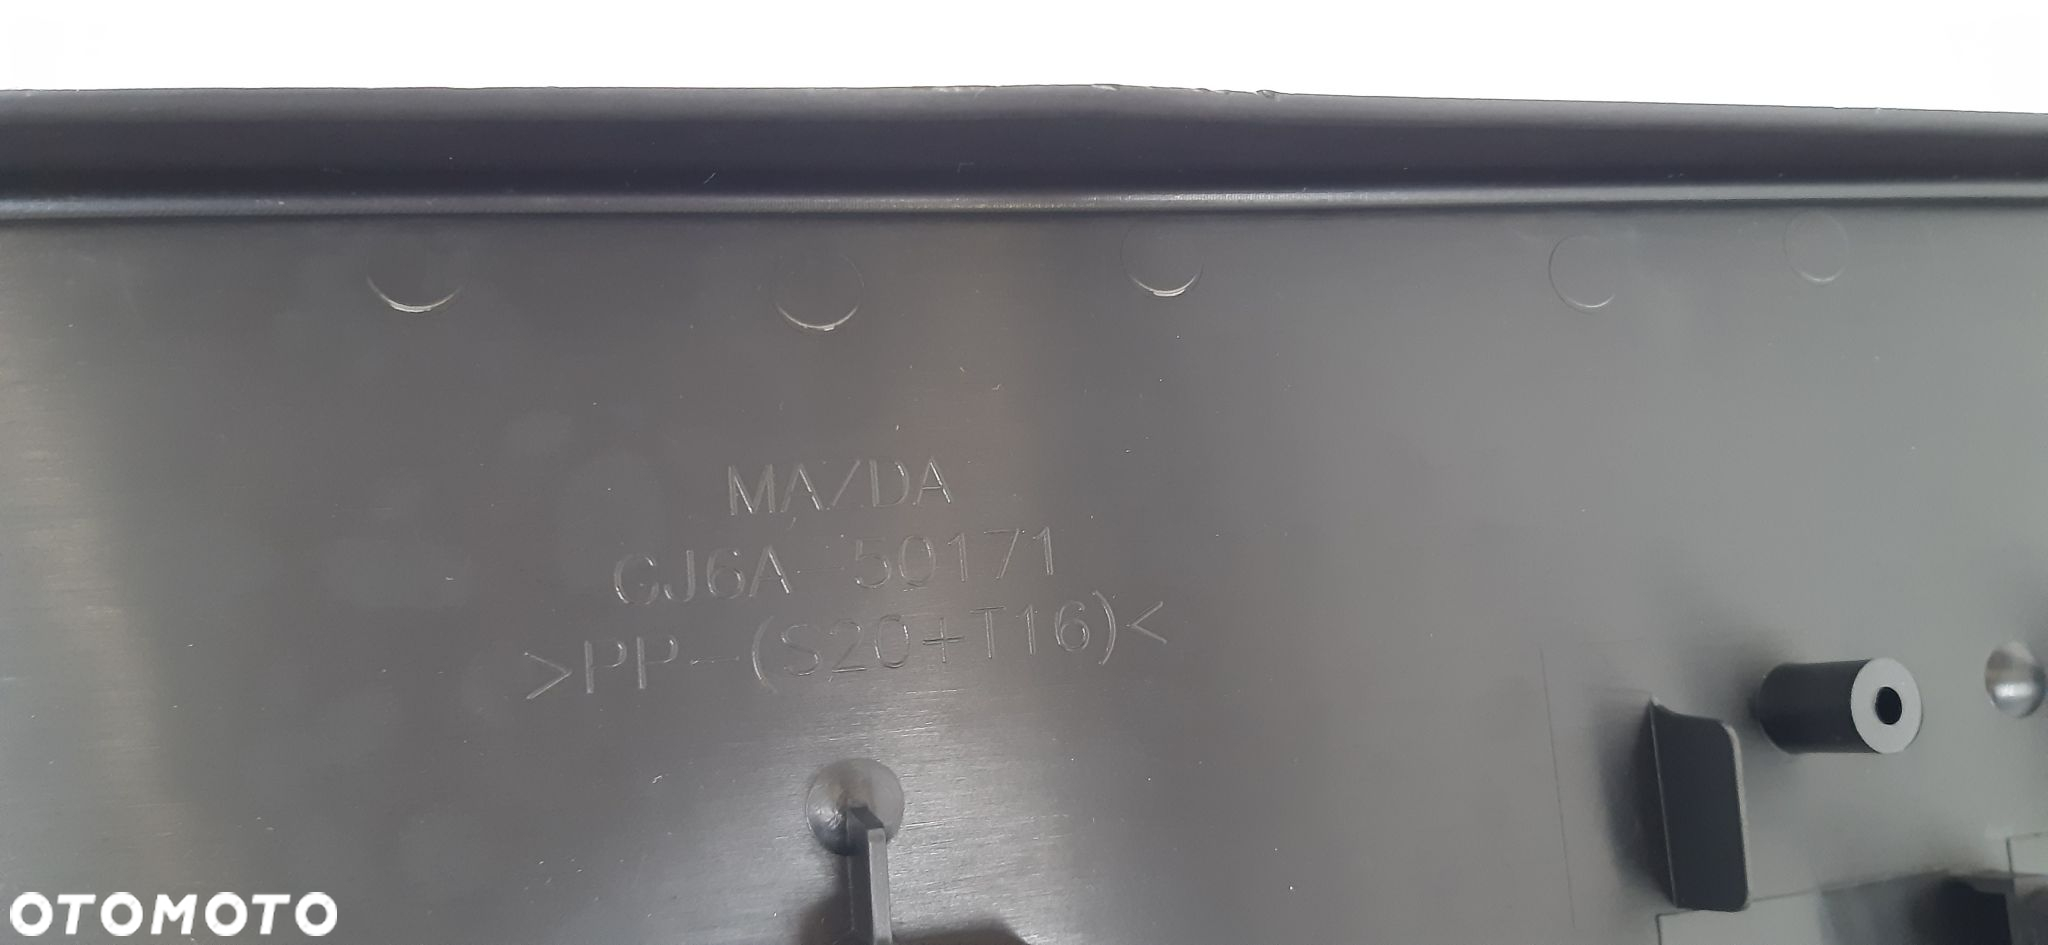 MAZDA
GJ6A-50171
>PP-(S20+T16)<
OTOMOTO